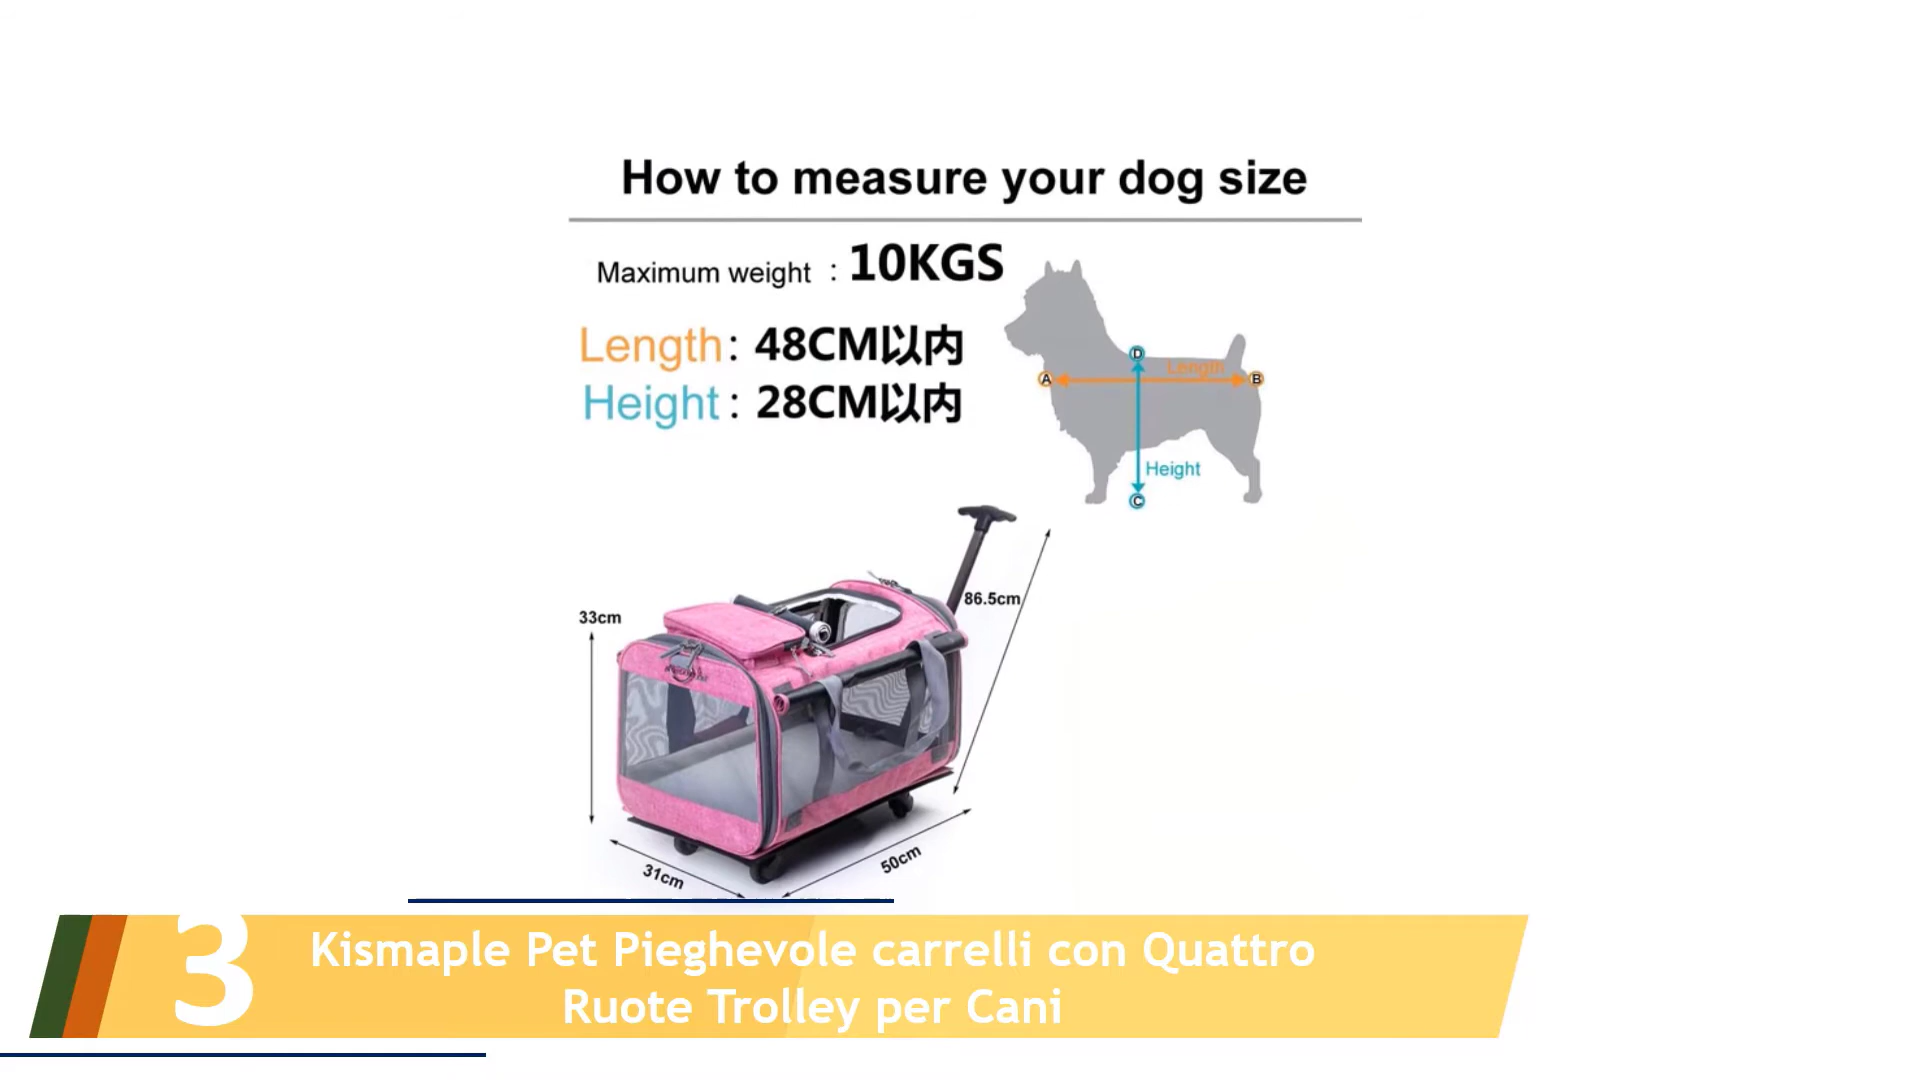 How to measure your dog size
Maximum weight : 10KGS
Length: 48CM以内
Height: 28CM以内
D
A
Length
B
Height
C
86.5cm
33cm
50cm
31cm
3
Kismaple Pet Pieghevole carrelli con Quattro
Ruote Trolley per Cani